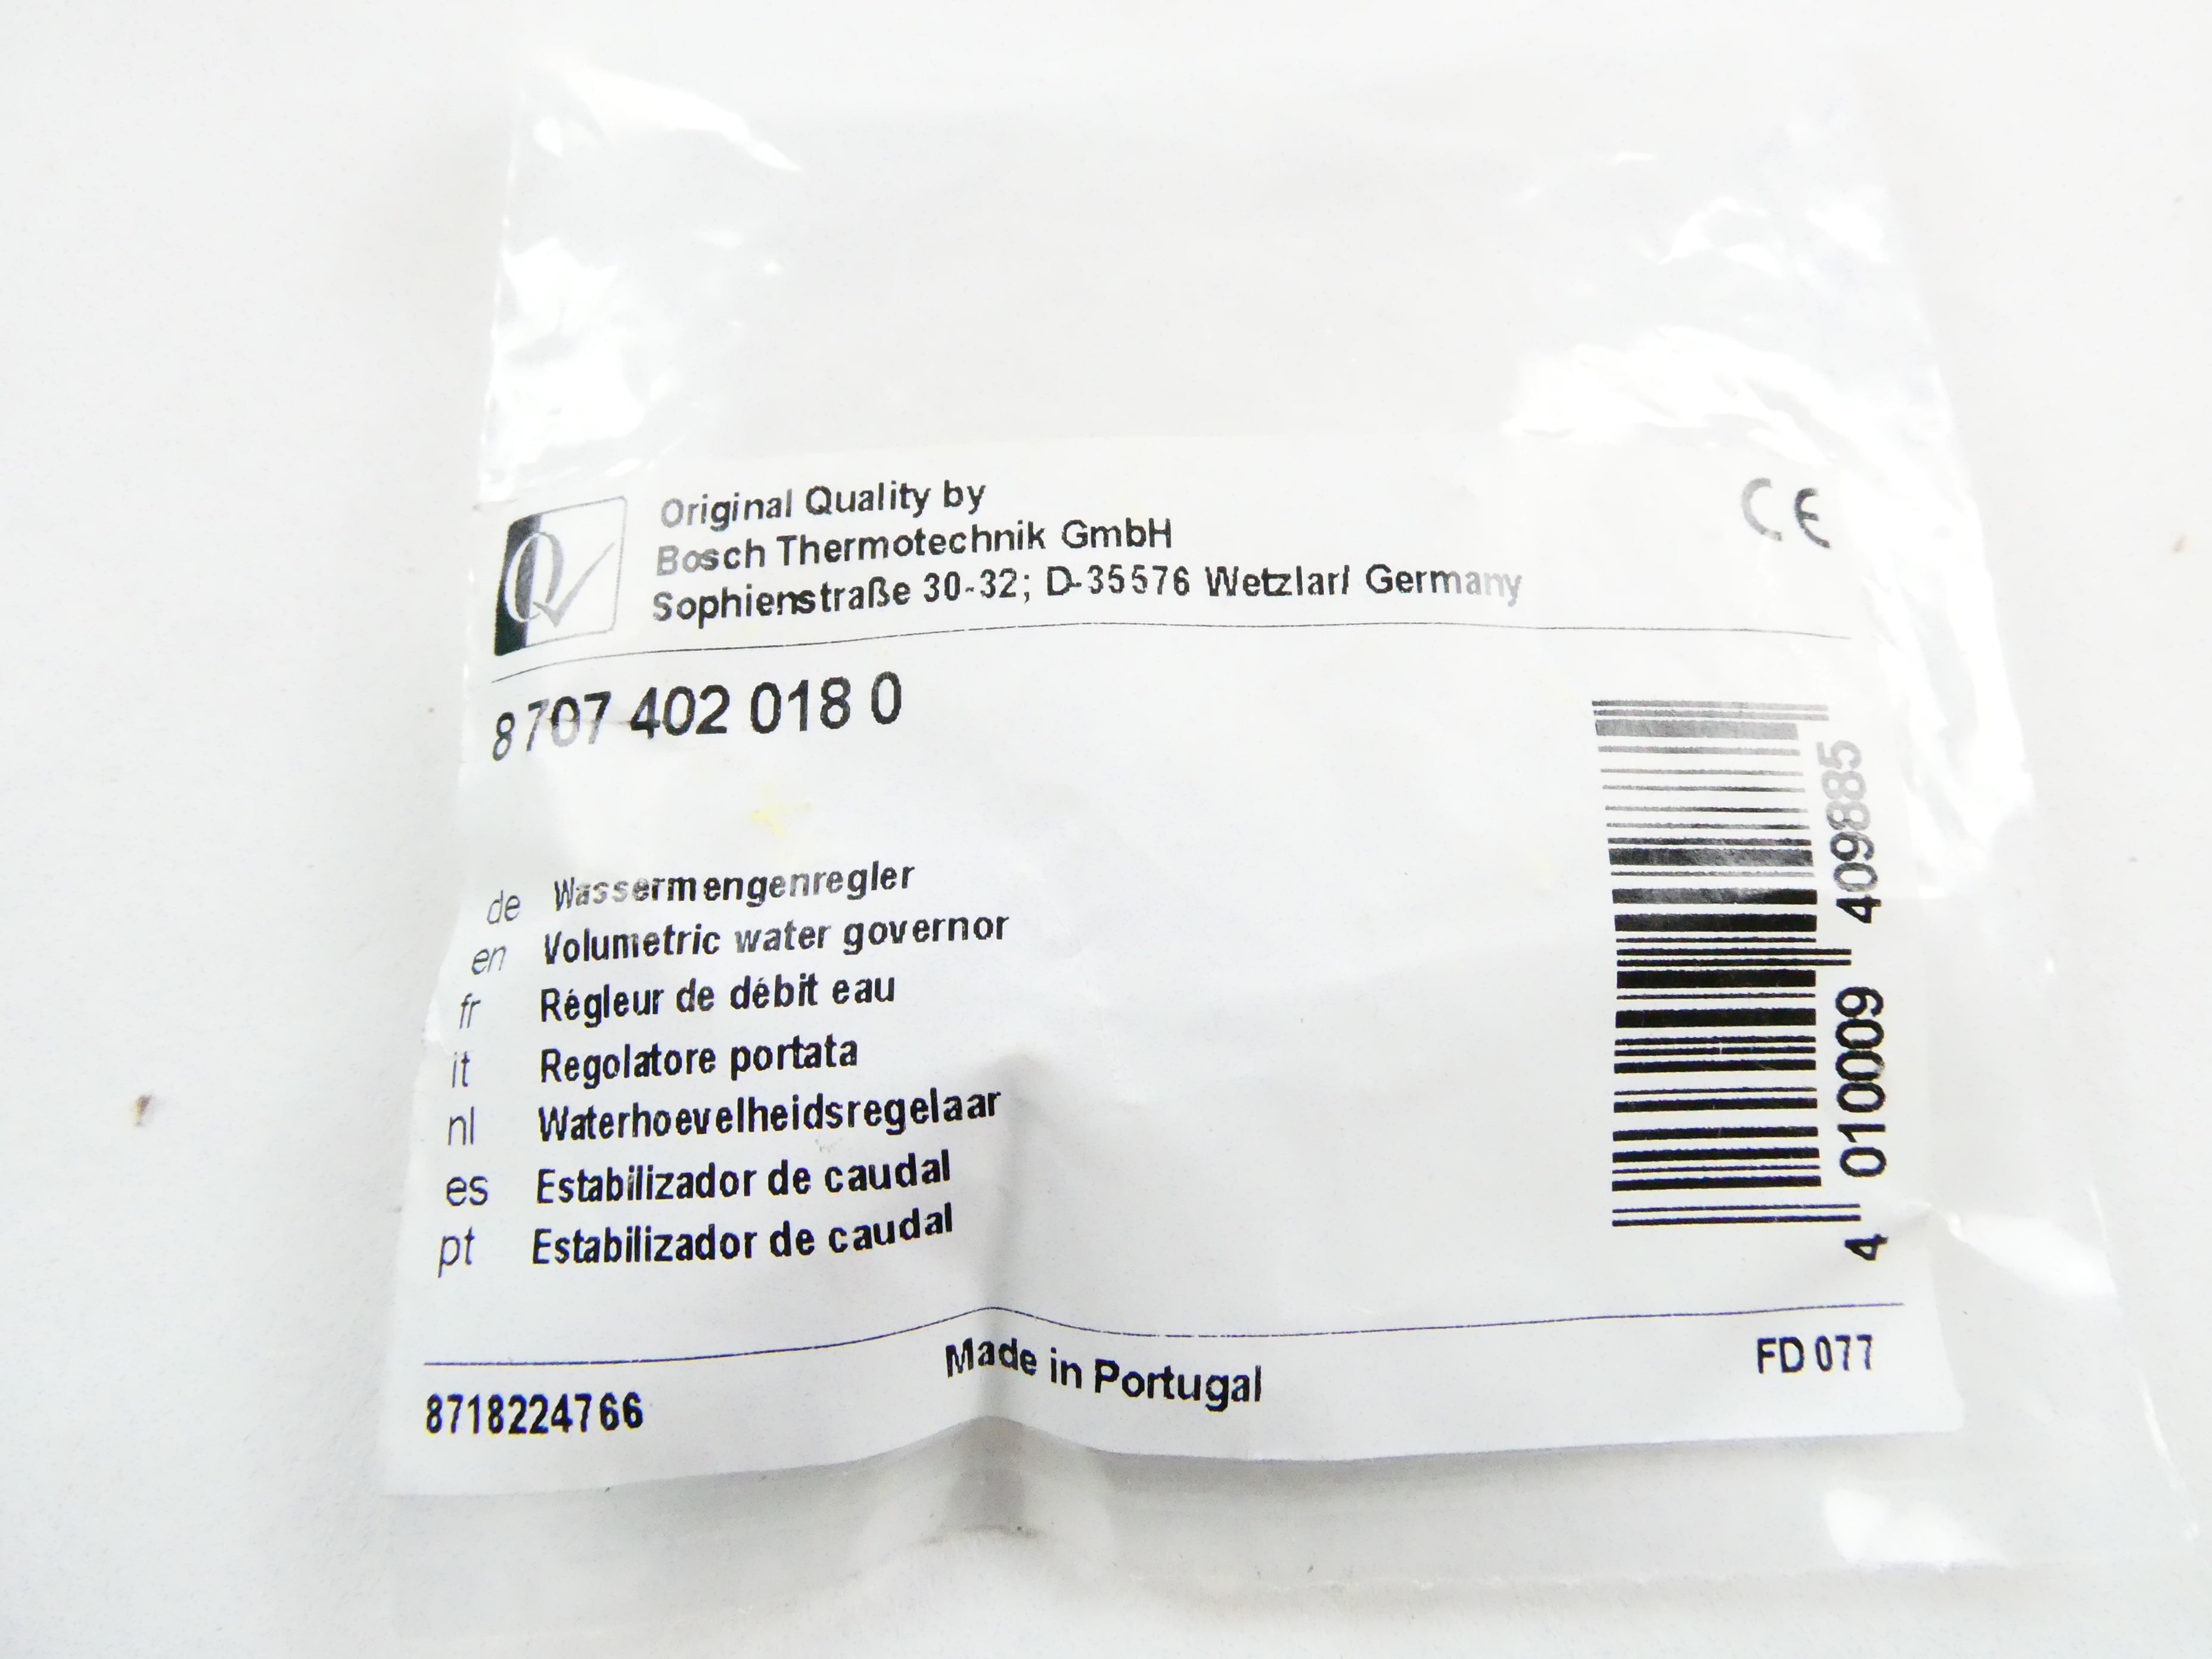 Original Quality by
Bosch Thermotechnik GmbH
Sophienstraße 30-32; D-35576 Wetzlar/ Germany
CE
8707 402 018 0
de Wassermengenregler
en Volumetric water governor
fr Régleur de débit eau
it Regolatore portata
nl Waterhoevelheidsregelaar
es Estabilizador de caudal
pt Estabilizador de caudal
4 010009 409885
8718224766
Made in Portugal
FD 077